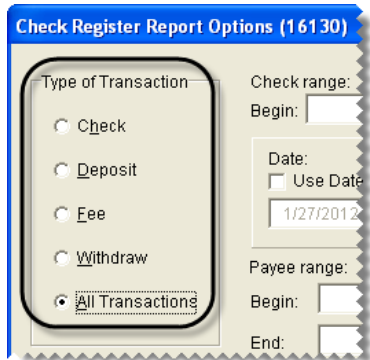 Check Register Report Options (16130)
Type of Transaction
Check
Deposit
Fee
Withdraw
All Transactions
Check range:
Begin:
Date:
Use Date
1/27/2012
Payee range:
Begin:
End: